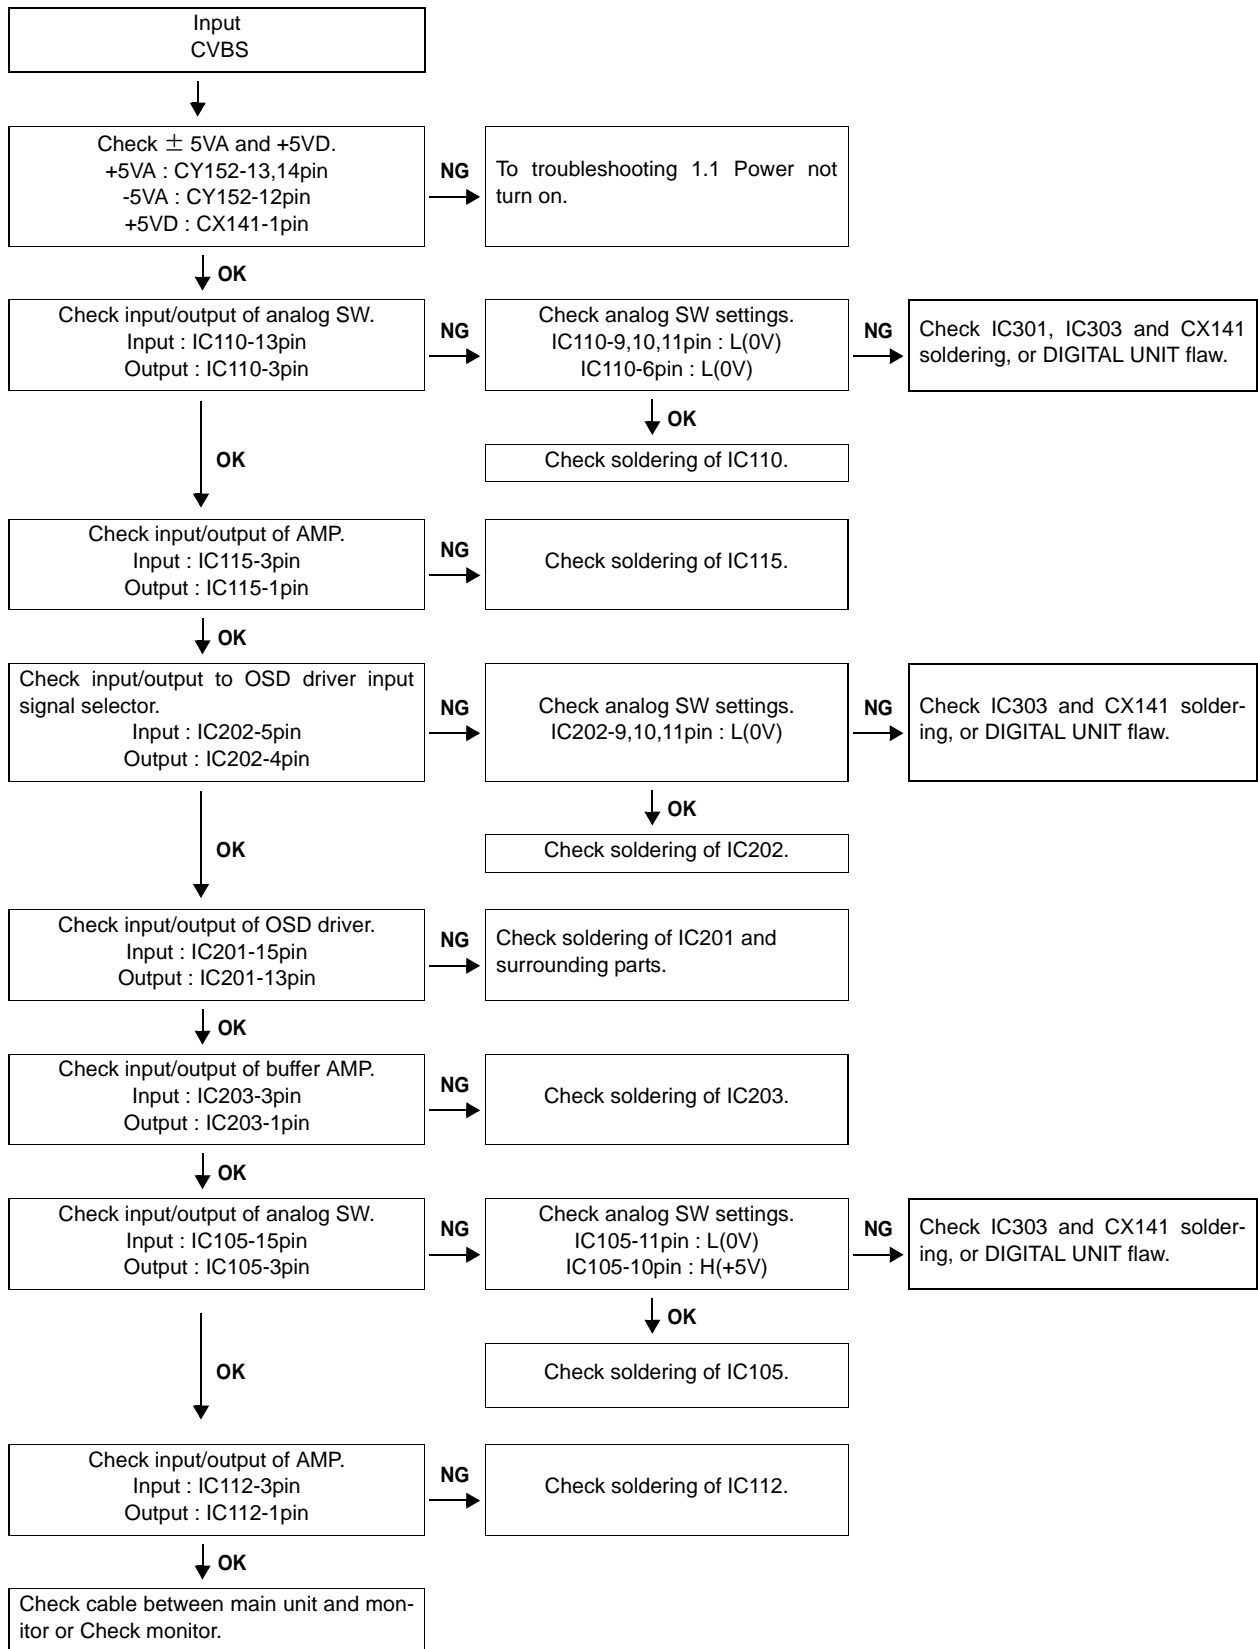 Input
CVBS
Check ± 5VA and +5VD.
+5VA : CY152-13,14pin
-5VA : CY152-12pin
+5VD : CX141-1pin
NG
To troubleshooting 1.1 Power not
turn on.
OK
Check input/output of analog SW.
Input : IC110-13pin
Output : IC110-3pin
NG
Check analog SW settings.
IC110-9,10,11pin : L(0V)
IC110-6pin : L(0V)
NG
Check IC301, IC303 and CX141
soldering, or DIGITAL UNIT flaw.
OK
Check soldering of IC110.
OK
Check input/output of AMP.
Input : IC115-3pin
Output : IC115-1pin
NG
Check soldering of IC115.
OK
Check input/output to OSD driver input
signal selector.
Input : IC202-5pin
Output : IC202-4pin
NG
Check analog SW settings.
IC202-9,10,11pin : L(0V)
NG
Check IC303 and CX141 solder-
ing, or DIGITAL UNIT flaw.
OK
Check soldering of IC202.
OK
Check input/output of OSD driver.
Input : IC201-15pin
Output : IC201-13pin
NG
Check soldering of IC201 and
surrounding parts.
OK
Check input/output of buffer AMP.
Input : IC203-3pin
Output : IC203-1pin
NG
Check soldering of IC203.
OK
Check input/output of analog SW.
Input : IC105-15pin
Output : IC105-3pin
NG
Check analog SW settings.
IC105-11pin : L(0V)
IC105-10pin : H(+5V)
NG
Check IC303 and CX141 solder-
ing, or DIGITAL UNIT flaw.
OK
Check soldering of IC105.
OK
Check input/output of AMP.
Input : IC112-3pin
Output : IC112-1pin
NG
Check soldering of IC112.
OK
Check cable between main unit and mon-
itor or Check monitor.